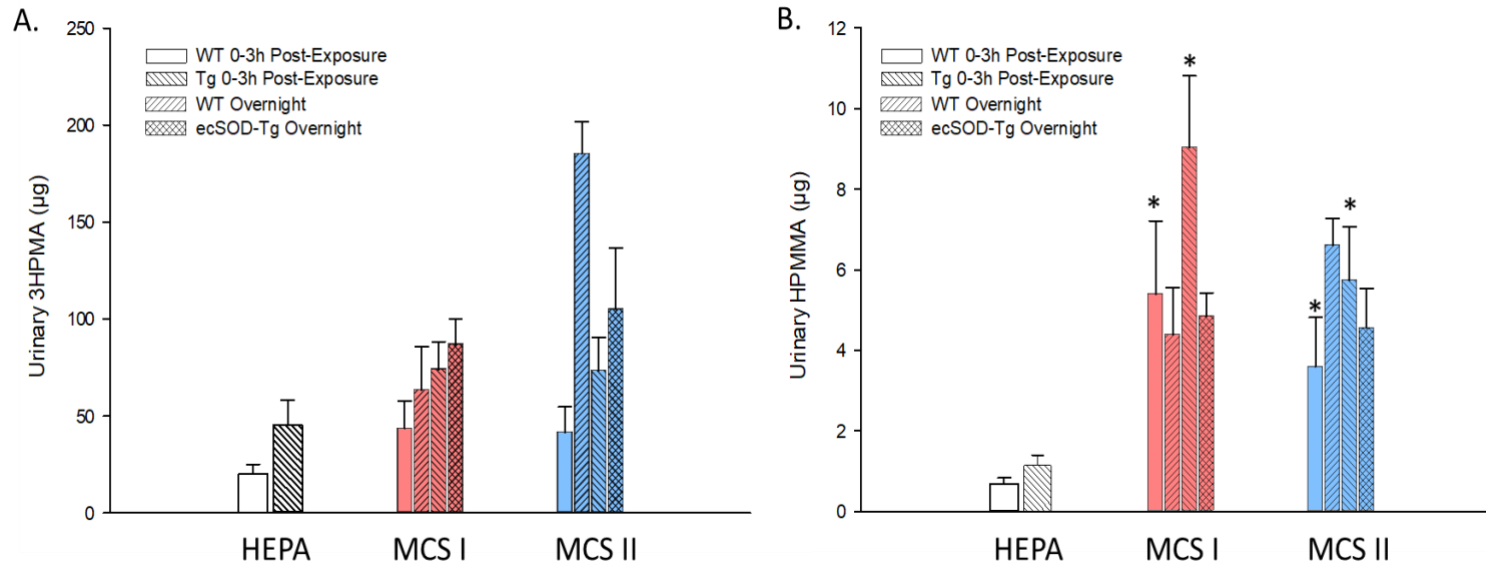 A.
250
200
150
100
50
0
Urinary 3HPMA (µg)
WT 0-3h Post-Exposure
Tg 0-3h Post-Exposure
WT Overnight
ecSOD-Tg Overnight
HEPA MCS I MCS II
B.
12
10
8
6
4
2
0
Urinary HPMMA (µg)
WT 0-3h Post-Exposure
Tg 0-3h Post-Exposure
WT Overnight
ecSOD-Tg Overnight
*
*
*
*
HEPA MCS I MCS II